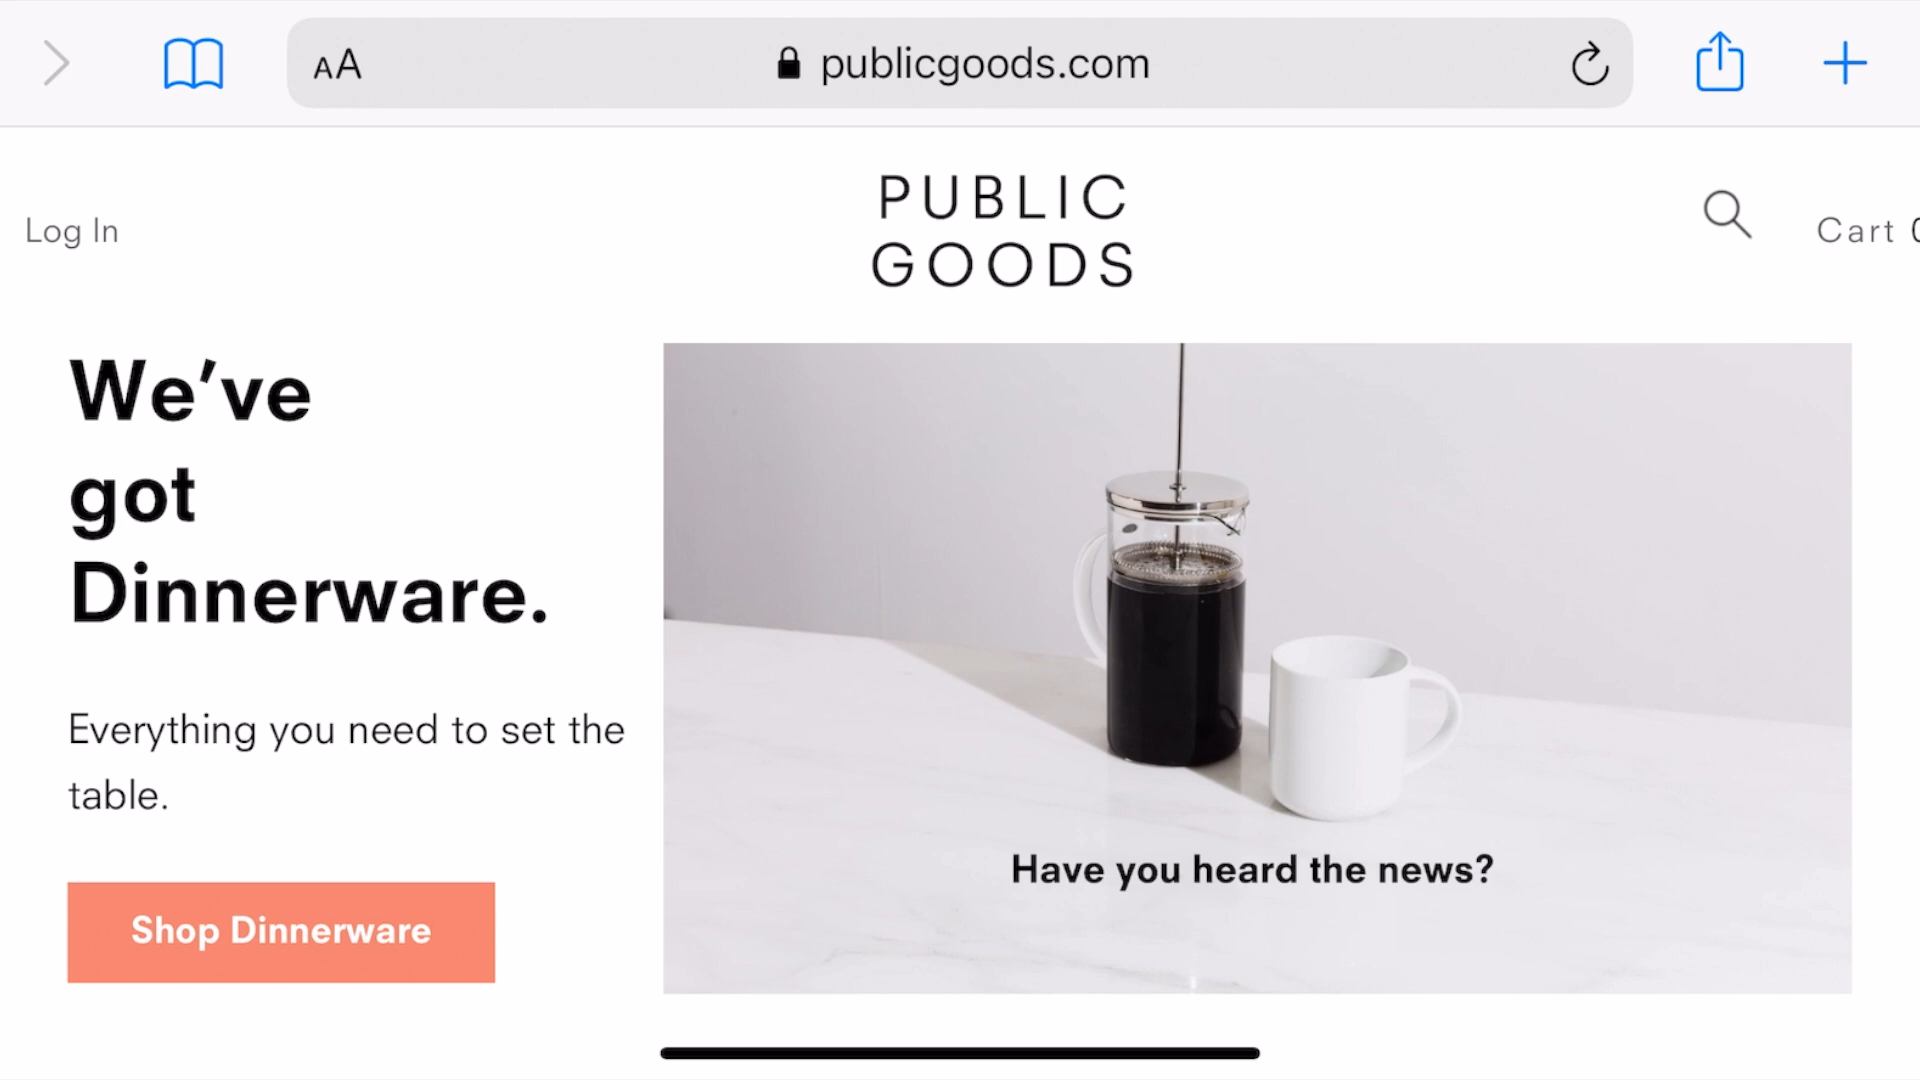 AA
publicgoods.com
Log In
PUBLIC
GOODS
Cart
We’ve
got
Dinnerware.
Everything you need to set the
table.
Shop Dinnerware
Have you heard the news?